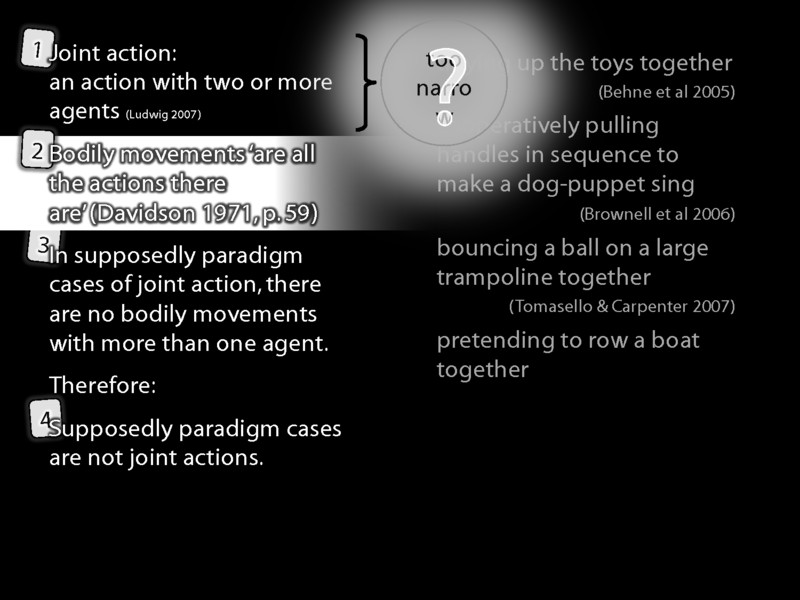 1
Joint action:
an action with two or more
agents (Ludwig 2007)
2
Bodily movements ‘are all
the actions there
are’ (Davidson 1971, p. 59)
3
In supposedly paradigm
cases of joint action, there
are no bodily movements
with more than one agent.
Therefore:
4
Supposedly paradigm cases
are not joint actions.
too
narro
w
?
up the toys together
(Behne et al 2005)
pulling
handles in sequence to
make a dog-puppet sing
(Brownell et al 2006)
bouncing a ball on a large
trampoline together
(Tomasello & Carpenter 2007)
pretending to row a boat
together